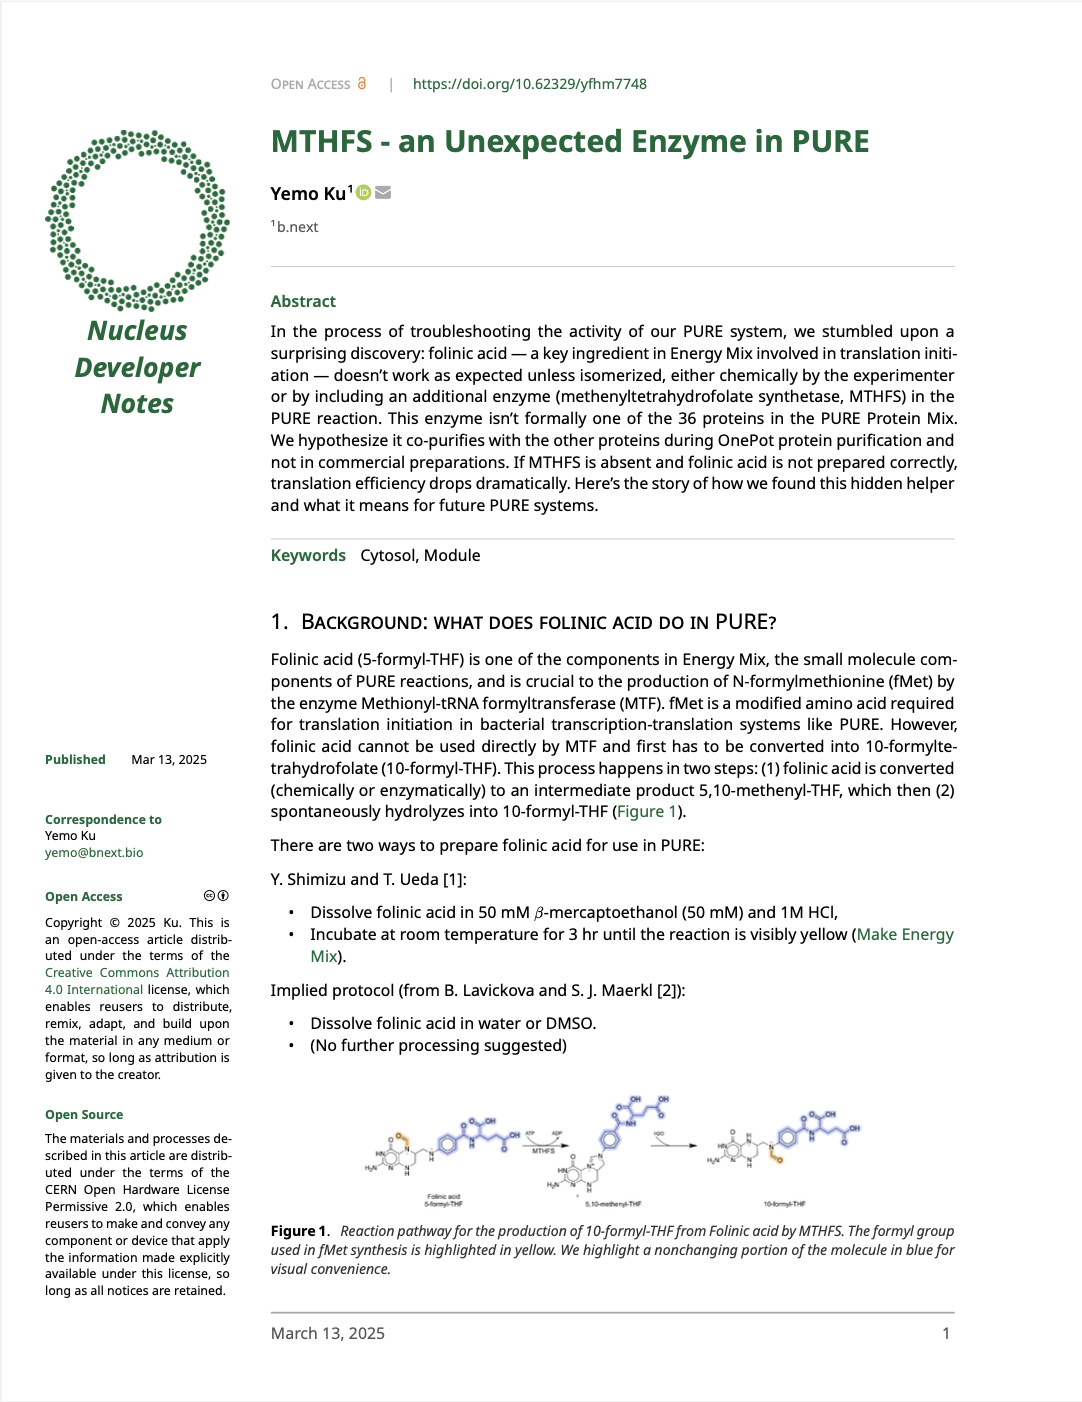 OPEN ACCESS | https://doi.org/10.62329/yfhm7748
MTHFS - an Unexpected Enzyme in PURE
Yemo Ku¹ iD
¹b.next
Nucleus
Developer
Notes
Abstract
In the process of troubleshooting the activity of our PURE system, we stumbled upon a
surprising discovery: folinic acid — a key ingredient in Energy Mix involved in translation initi-
ation — doesn't work as expected unless isomerized, either chemically by the experimenter
or by including an additional enzyme (methenyltetrahydrofolate synthetase, MTHFS) in the
PURE reaction. This enzyme isn't formally one of the 36 proteins in the PURE Protein Mix.
We hypothesize it co-purifies with the other proteins during OnePot protein purification and
not in commercial preparations. If MTHFS is absent and folinic acid is not prepared correctly,
translation efficiency drops dramatically. Here's the story of how we found this hidden helper
and what it means for future PURE systems.
Keywords Cytosol, Module
1. BACKGROUND: WHAT DOES FOLINIC ACID DO IN PURE?
Folinic acid (5-formyl-THF) is one of the components in Energy Mix, the small molecule com-
ponents of PURE reactions, and is crucial to the production of N-formylmethionine (fMet) by
the enzyme Methionyl-tRNA formyltransferase (MTF). fMet is a modified amino acid required
for translation initiation in bacterial transcription-translation systems like PURE. However,
folinic acid cannot be used directly by MTF and first has to be converted into 10-formylte-
trahydrofolate (10-formyl-THF). This process happens in two steps: (1) folinic acid is converted
(chemically or enzymatically) to an intermediate product 5,10-methenyl-THF, which then (2)
spontaneously hydrolyzes into 10-formyl-THF (Figure 1).
There are two ways to prepare folinic acid for use in PURE:
Y. Shimizu and T. Ueda [1]:
• Dissolve folinic acid in 50 mM β-mercaptoethanol (50 mM) and 1M HCl,
• Incubate at room temperature for 3 hr until the reaction is visibly yellow (Make Energy
Mix).
Implied protocol (from B. Lavickova and S. J. Maerkl [2]):
• Dissolve folinic acid in water or DMSO.
• (No further processing suggested)
Published Mar 13, 2025
Correspondence to
Yemo Ku
yemo@bnext.bio
Open Access
Copyright © 2025 Ku. This is
an open-access article distrib-
uted under the terms of the
Creative Commons Attribution
4.0 International license, which
enables reusers to distribute,
remix, adapt, and build upon
the material in any medium or
format, so long as attribution is
given to the creator.
Open Source
The materials and processes de-
scribed in this article are distrib-
uted under the terms of the
CERN Open Hardware License
Permissive 2.0, which enables
reusers to make and convey any
component or device that apply
the information made explicitly
available under this license, so
long as all notices are retained.
ATP ADP
MTHFS
H2O
Folinic acid
5-formyl-THF
5,10-methenyl-THF
10-formyl-THF
Figure 1. Reaction pathway for the production of 10-formyl-THF from Folinic acid by MTHFS. The formyl group
used in fMet synthesis is highlighted in yellow. We highlight a nonchanging portion of the molecule in blue for
visual convenience.
March 13, 2025 1